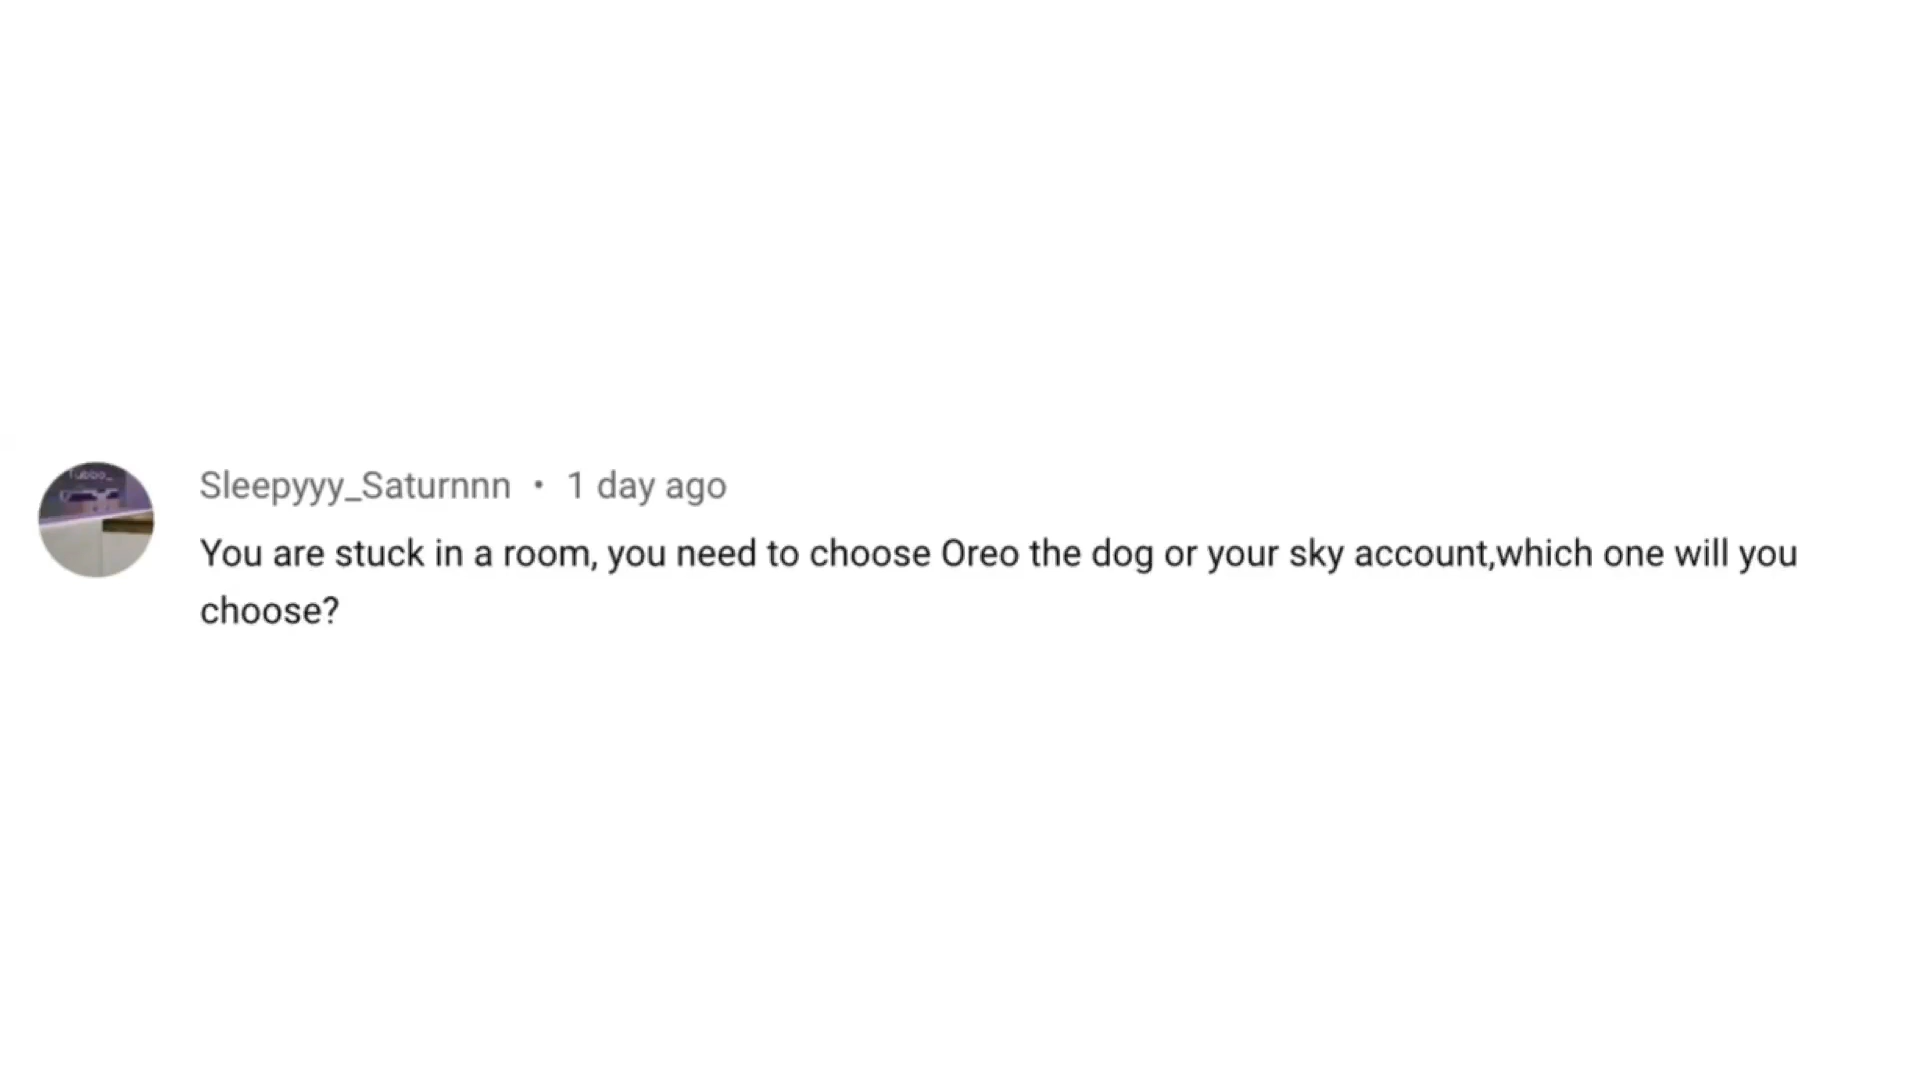 Tubbo_
Sleepyyy_Saturnnn • 1 day ago
You are stuck in a room, you need to choose Oreo the dog or your sky account,which one will you
choose?